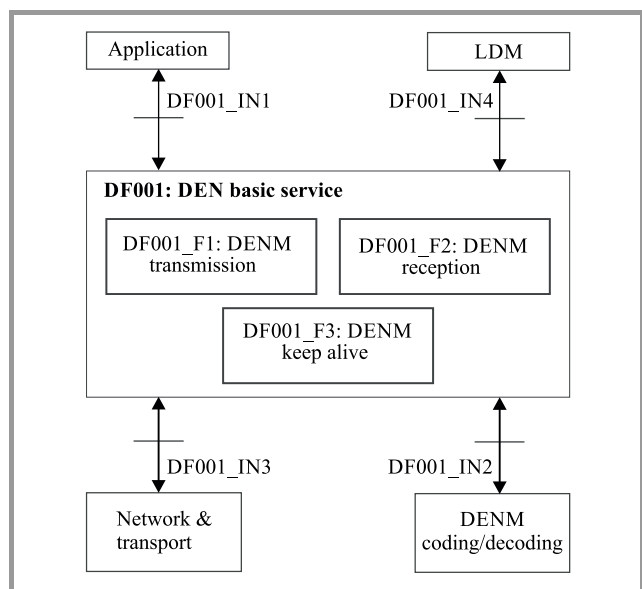 Application
LDM
DF001_IN1
DF001_IN4
DF001: DEN basic service
DF001_F1: DENM
transmission
DF001_F2: DENM
reception
DF001_F3: DENM
keep alive
DF001_IN3
DF001_IN2
Network &
transport
DENM
coding/decoding